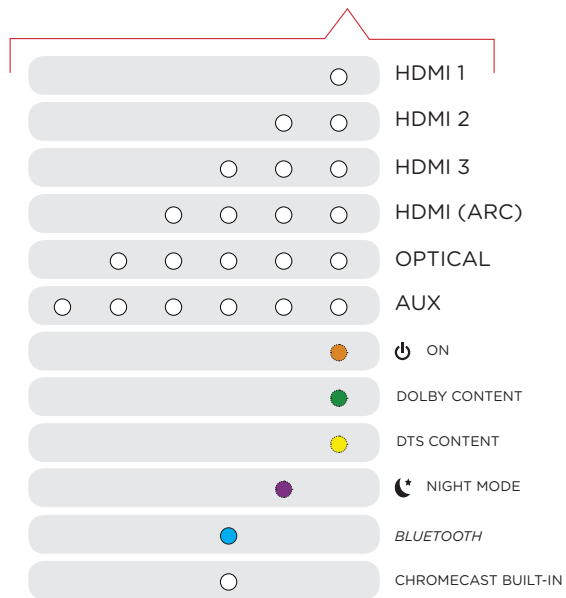 HDMI 1
HDMI 2
HDMI 3
HDMI (ARC)
OPTICAL
AUX
ON
DOLBY CONTENT
DTS CONTENT
NIGHT MODE
BLUETOOTH
CHROMECAST BUILT-IN